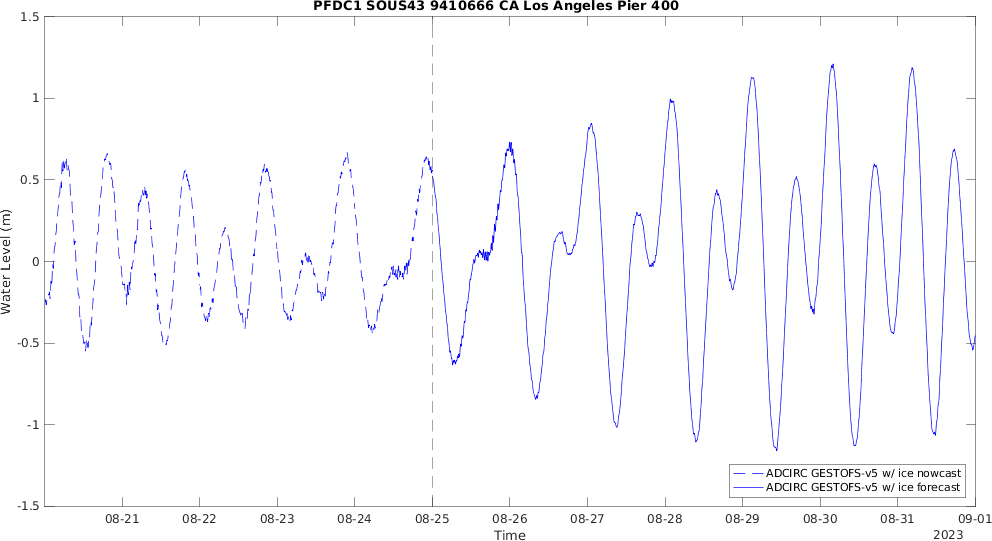 PFDC1 SOUS43 9410666 CA Los Angeles Pier 400
1.5
1
0.5
0
-0.5
-1
-1.5
Water Level (m)
ADCIRC GESTOFS-v5 w/ ice nowcast
ADCIRC GESTOFS-v5 w/ ice forecast
08-21 08-22 08-23 08-24 08-25 08-26 08-27 08-28 08-29 08-30 08-31 09-01
Time
2023